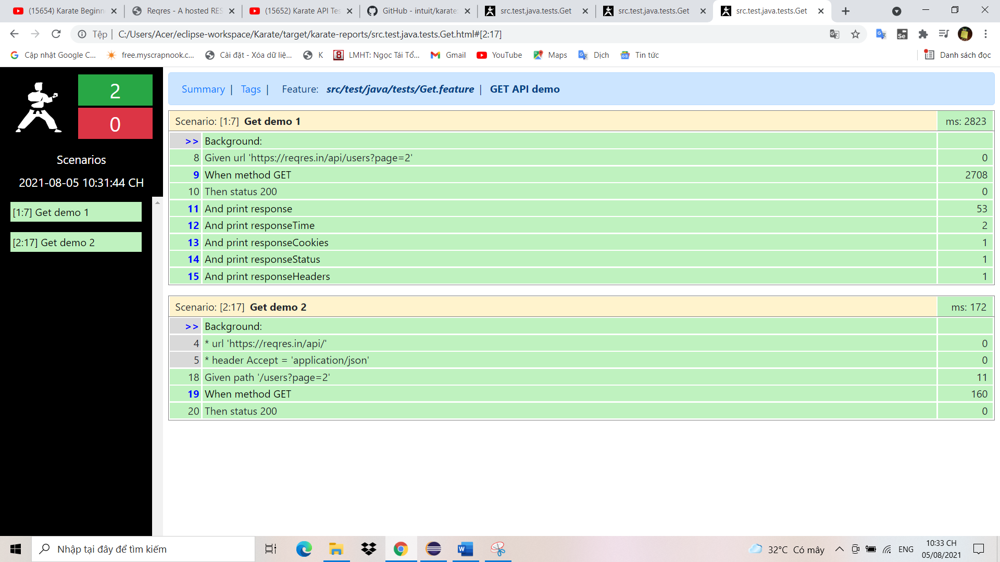 (15654) Karate Beginn
Reqres - A hosted RES
(15652) Karate API Tes
GitHub - intuit/karate:
src.test.java.tests.Get
src.test.java.tests.Get
src.test.java.tests.Get
Tệp | C:/Users/Acer/eclipse-workspace/Karate/target/karate-reports/src.test.java.tests.Get.html#[2:17]
Se
Cập nhật Google C...
free.myscrapnook.c...
Cài đặt - Xóa dữ liệ...
K
LMHT: Ngọc Tái Tổ...
Gmail
YouTube
Maps
Dịch
Tin tức
Danh sách đọc
2
0
Scenarios
2021-08-05 10:31:44 CH
[1:7] Get demo 1
[2:17] Get demo 2
Summary | Tags | Feature: src/test/java/tests/Get.feature | GET API demo
Scenario: [1:7] Get demo 1 ms: 2823
>> Background:
8 Given url 'https://reqres.in/api/users?page=2' 0
9 When method GET 2708
10 Then status 200 0
11 And print response 53
12 And print responseTime 2
13 And print responseCookies 1
14 And print responseStatus 1
15 And print responseHeaders 1
Scenario: [2:17] Get demo 2 ms: 172
>> Background:
4 * url 'https://reqres.in/api/' 0
5 * header Accept = 'application/json' 0
18 Given path '/users?page=2' 11
19 When method GET 160
20 Then status 200 0
Nhập tại đây để tìm kiếm
32°C Có mây
ENG
10:33 CH
05/08/2021